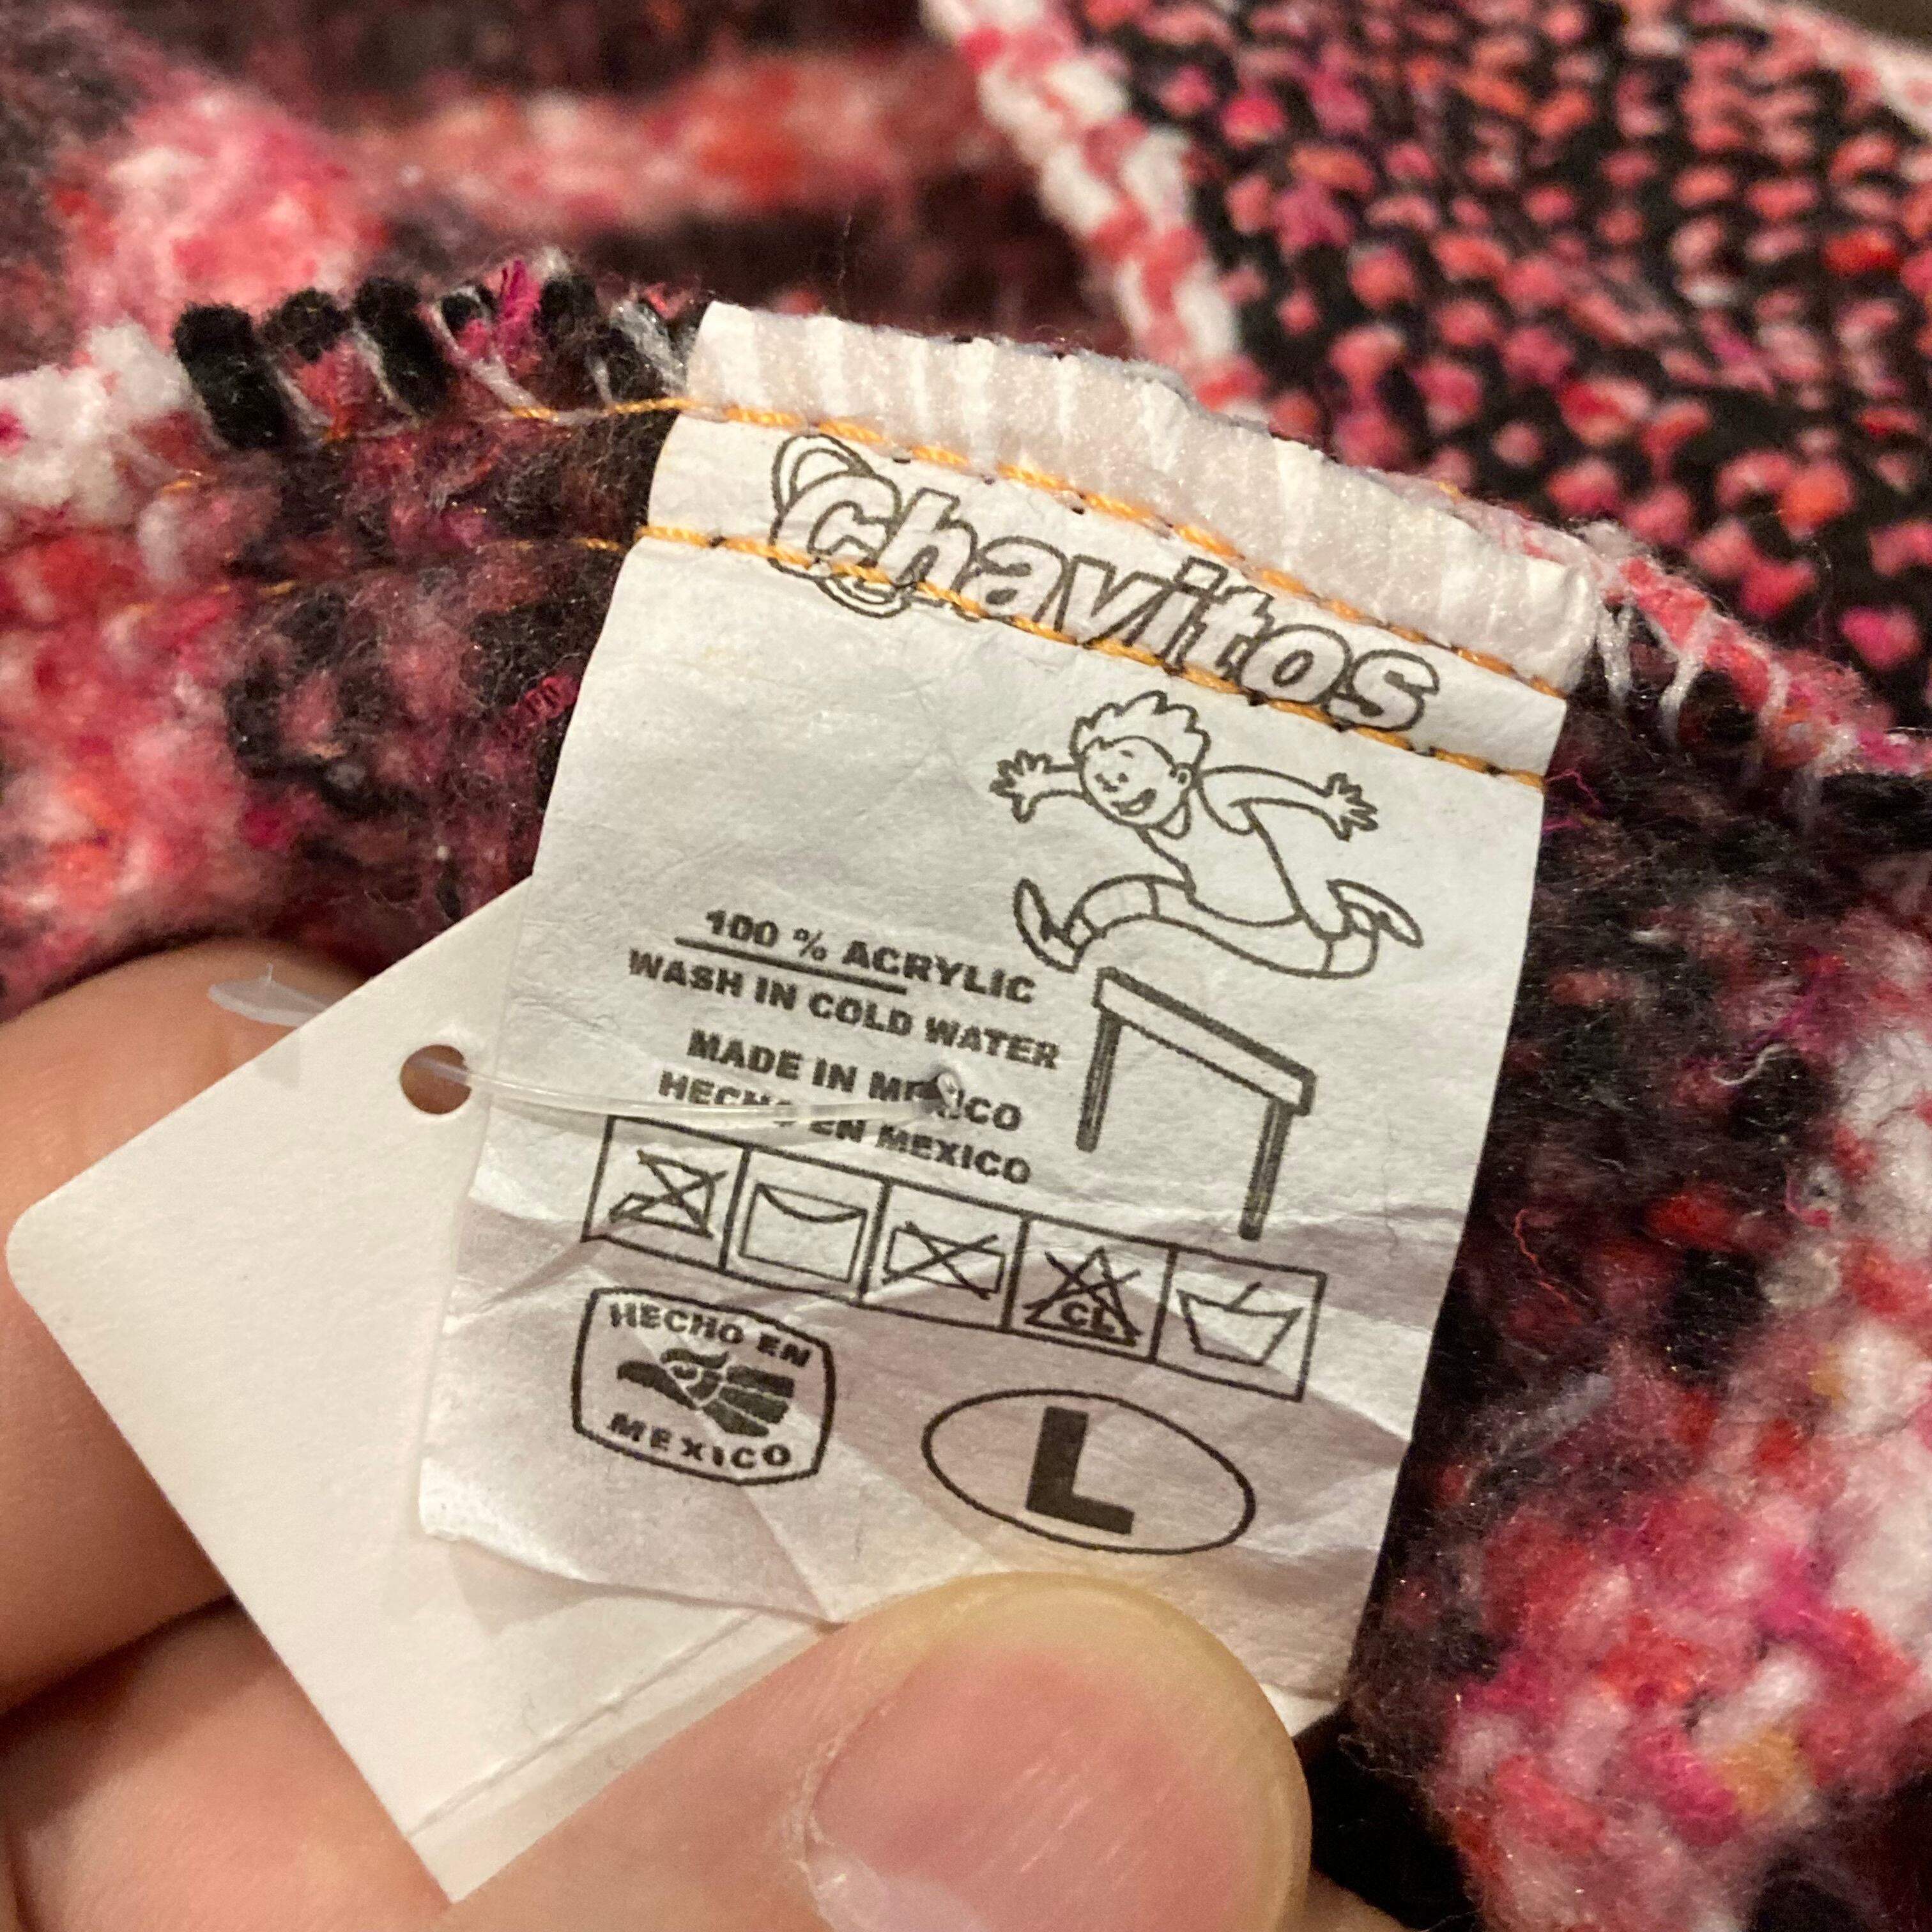 Chavitos
100 % ACRYLIC
WASH IN COLD WATER
MADE IN MEXICO
HECHO EN MEXICO
CL
HECHO EN
MEXICO
L